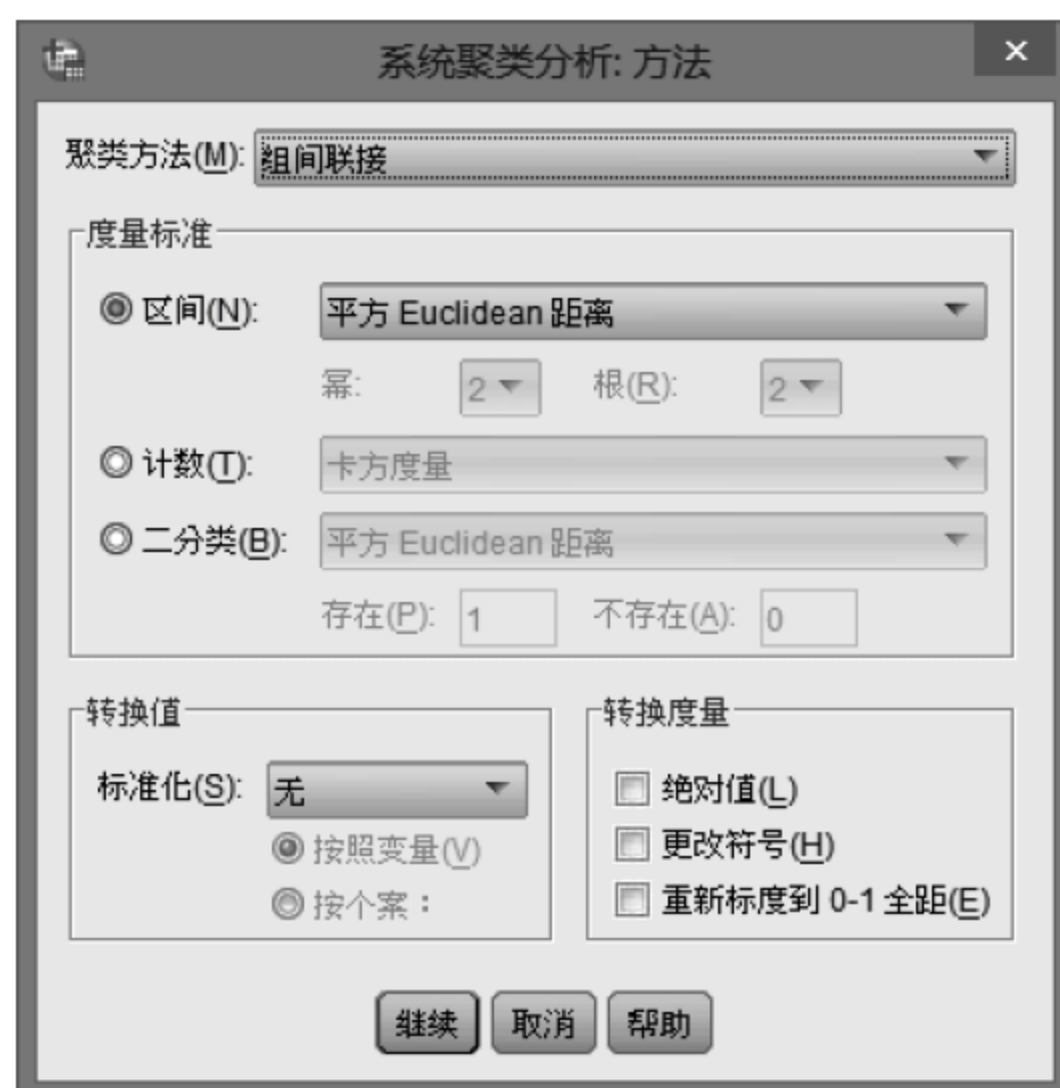 系统聚类分析: 方法
聚类方法(M): 组间联接
度量标准
区间(N): 平方 Euclidean 距离
幂: 2 根(R): 2
计数(T): 卡方度量
二分类(B): 平方 Euclidean 距离
存在(P): 1 不存在(A): 0
转换值
标准化(S): 无
按照变量(V)
按个案：
转换度量
绝对值(L)
更改符号(H)
重新标度到 0-1 全距(E)
继续 取消 帮助